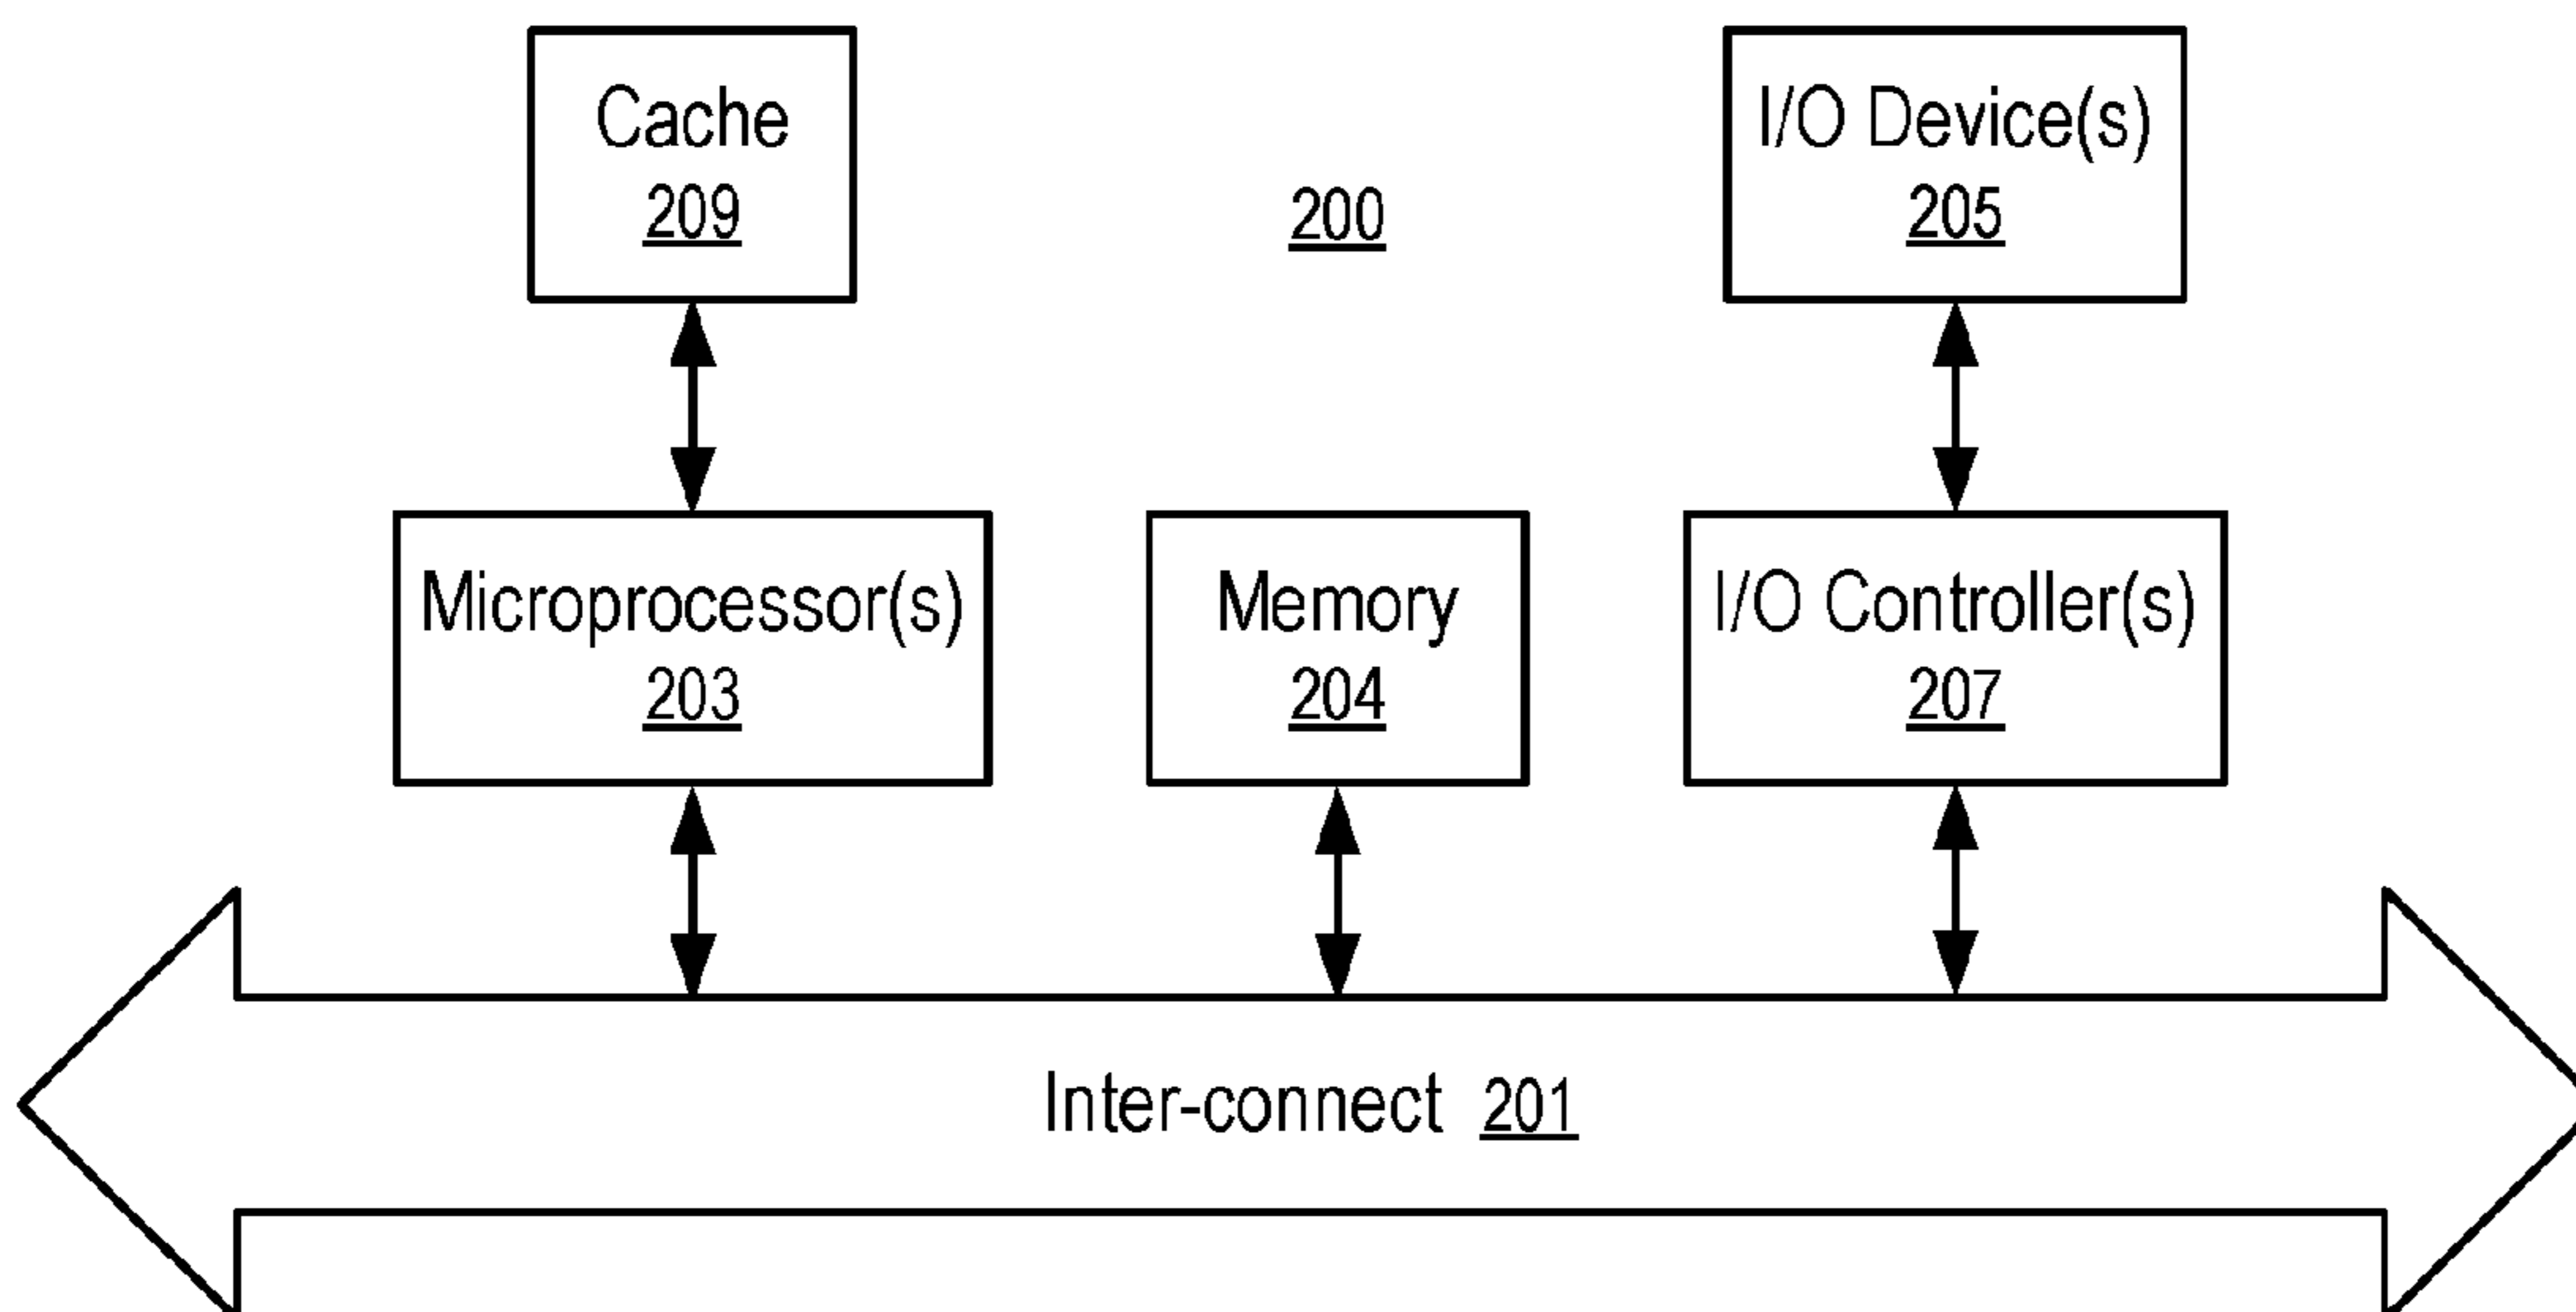 Cache
209
200
I/O Device(s)
205
Microprocessor(s)
203
Memory
204
I/O Controller(s)
207
Inter-connect 201